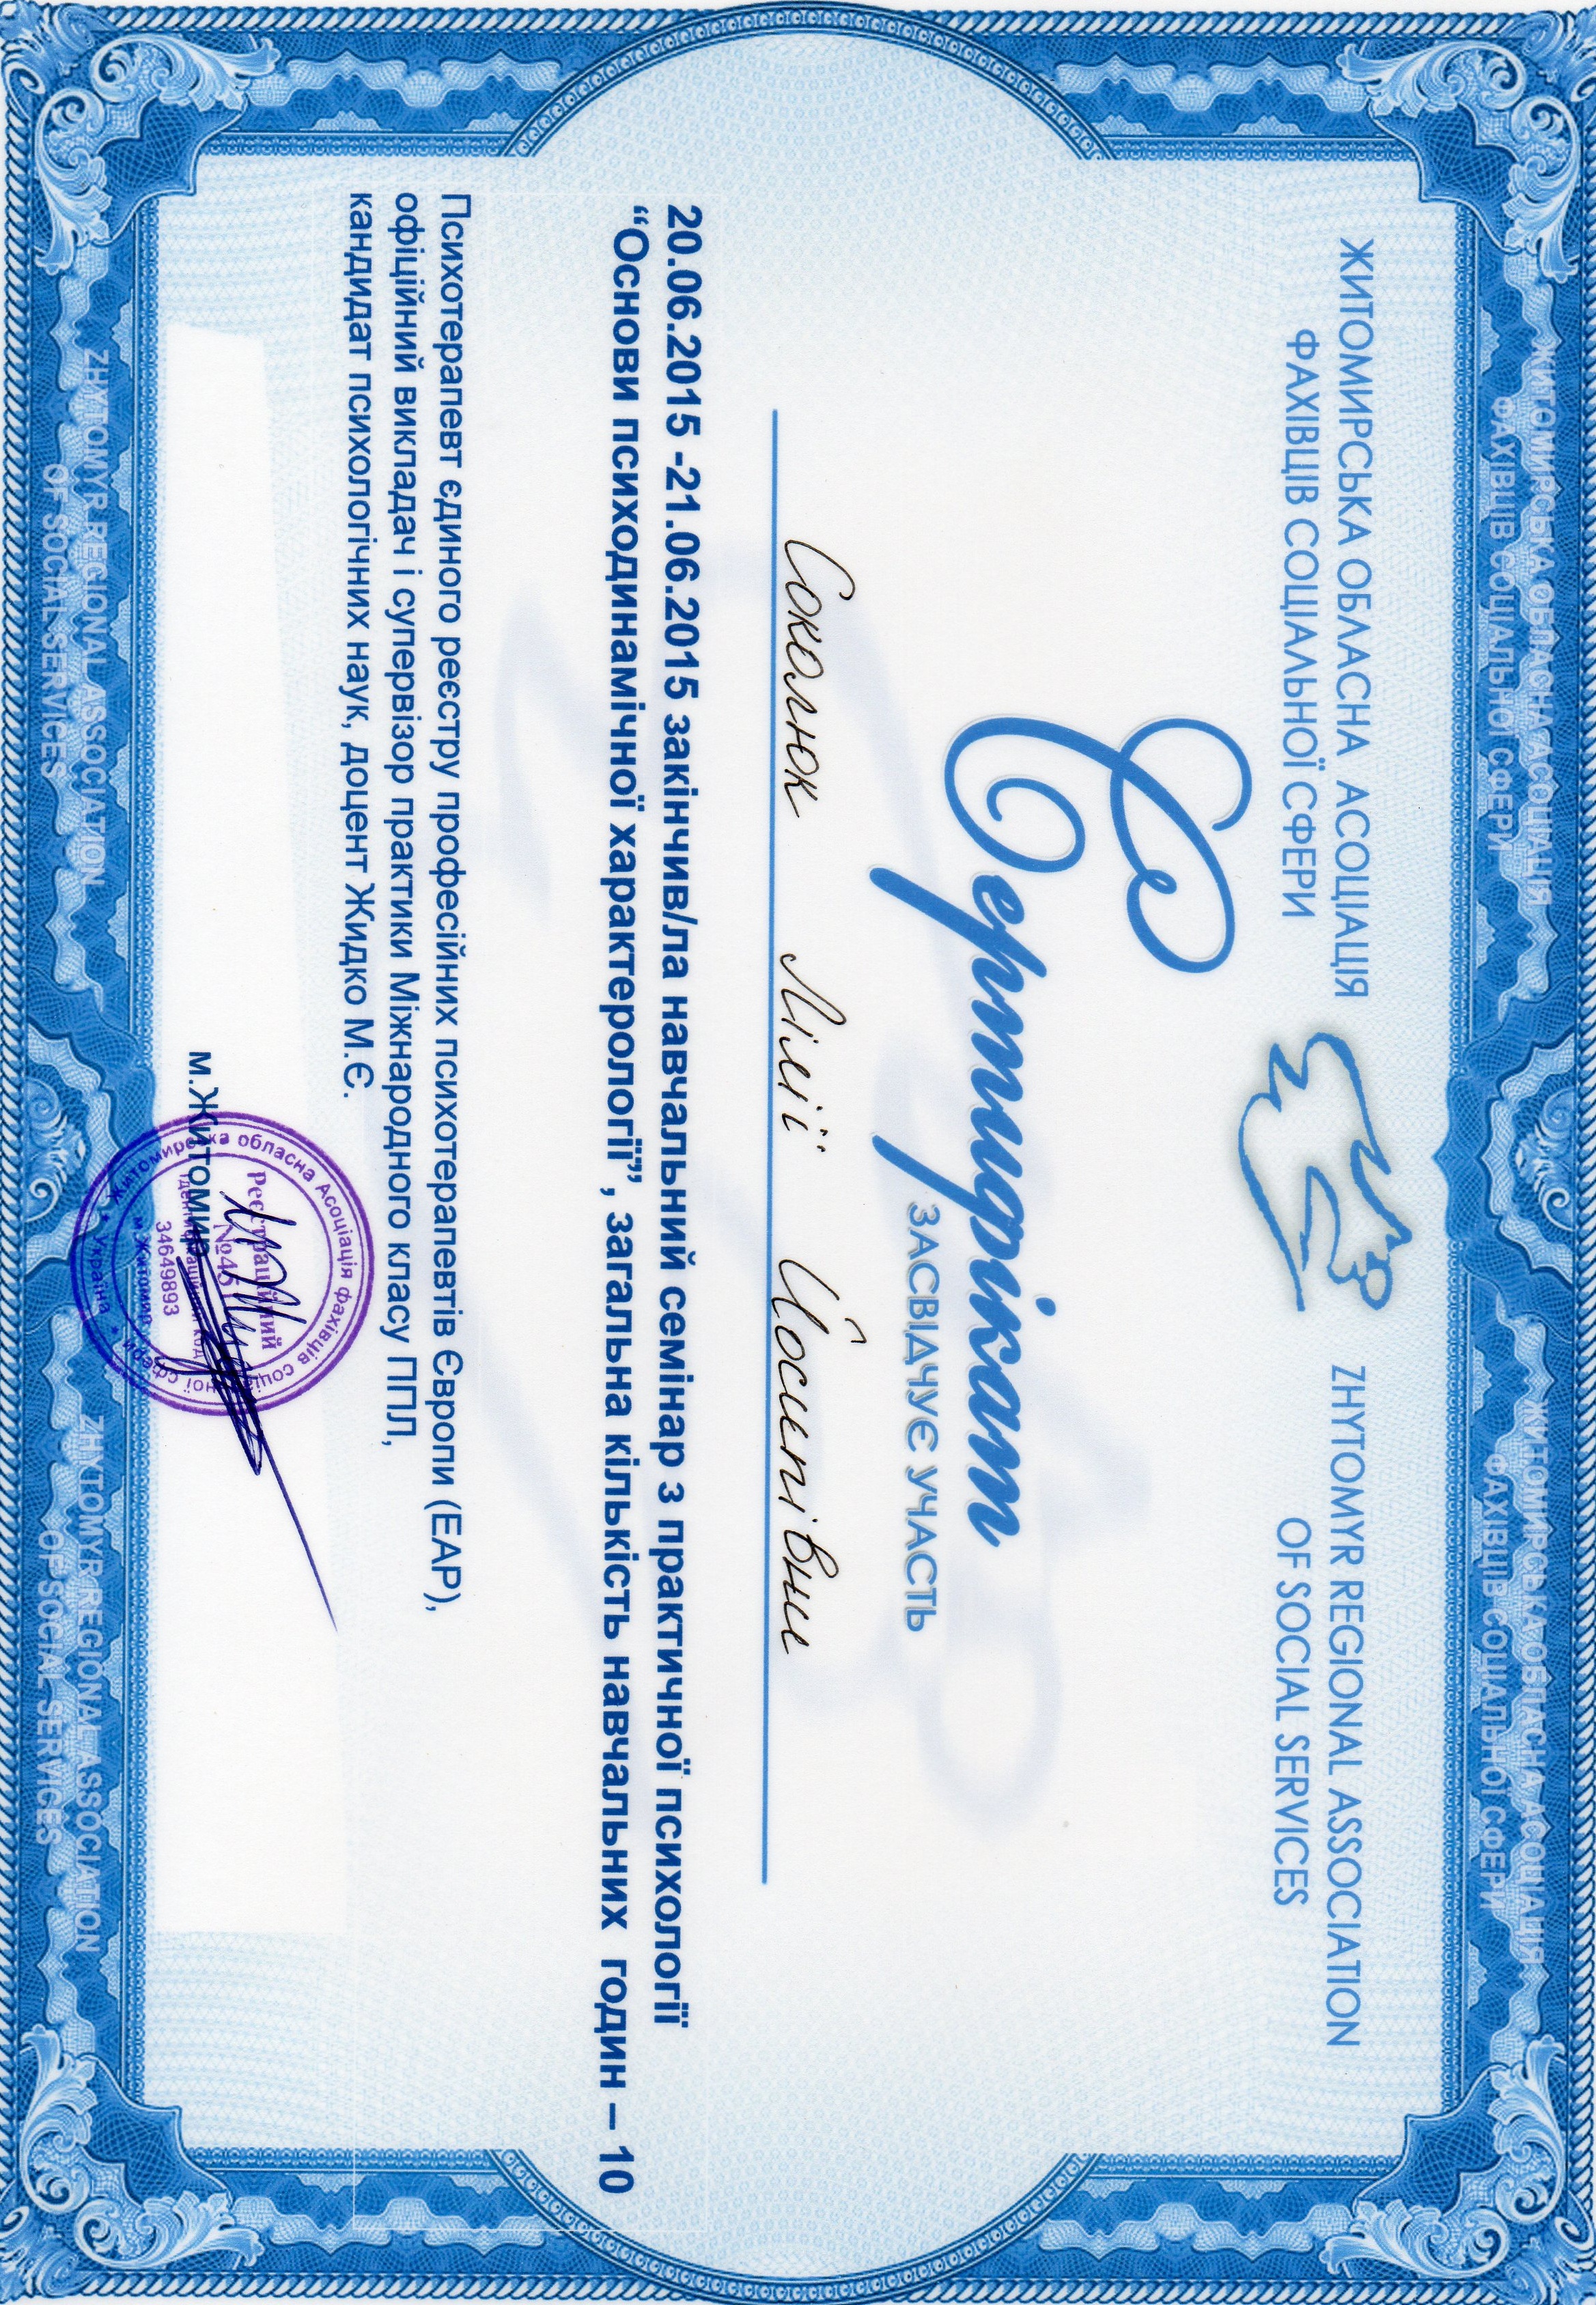 ЖИТОМИРСЬКА ОБЛАСНА АСОЦІАЦІЯ
ФАХІВЦІВ СОЦІАЛЬНОЇ СФЕРИ
ЖИТОМИРСЬКА ОБЛАСНА АСОЦІАЦІЯ
ФАХІВЦІВ СОЦІАЛЬНОЇ СФЕРИ
ЖИТОМИРСЬКА ОБЛАСНА АСОЦІАЦІЯ
ФАХІВЦІВ СОЦІАЛЬНОЇ СФЕРИ
ZHYTOMYR REGIONAL ASSOCIATION
OF SOCIAL SERVICES
Сертифікат
ЗАСВІДЧУЄ УЧАСТЬ
Соколюк Лілії Йосипівни
20.06.2015 -21.06.2015 закінчив/ла навчальний семінар з практичної психології
“Основи психодинамічної характерології”, загальна кількість навчальних годин – 10
Психотерапевт єдиного реєстру професійних психотерапевтів Європи (ЕАР),
офіційний викладач і супервізор практики Міжнародного класу ППЛ,
кандидат психологічних наук, доцент Жидко М.Є.
м.Житомир
Житомирська обласна Асоціація фахівців соціальної сфери
Реєстраційний
№451
Ідентифікаційний код
34649893
м.Житомир
* Україна *
ZHYTOMYR REGIONAL ASSOCIATION
OF SOCIAL SERVICES
ZHYTOMYR REGIONAL ASSOCIATION
OF SOCIAL SERVICES